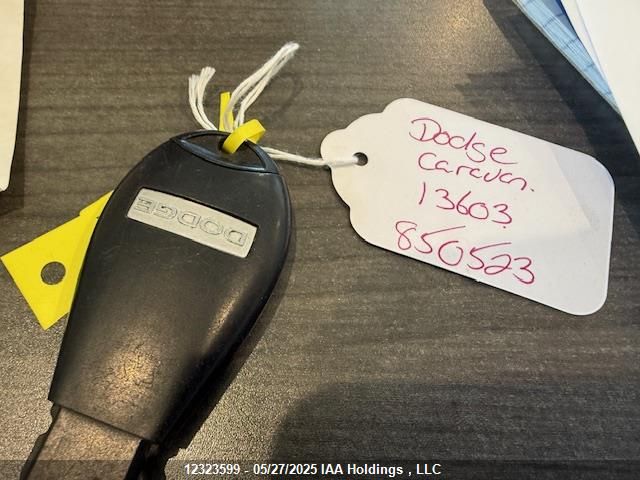 DODGE
Dodge
Caravan.
13603
850523
12323599 - 05/27/2025 IAA Holdings , LLC